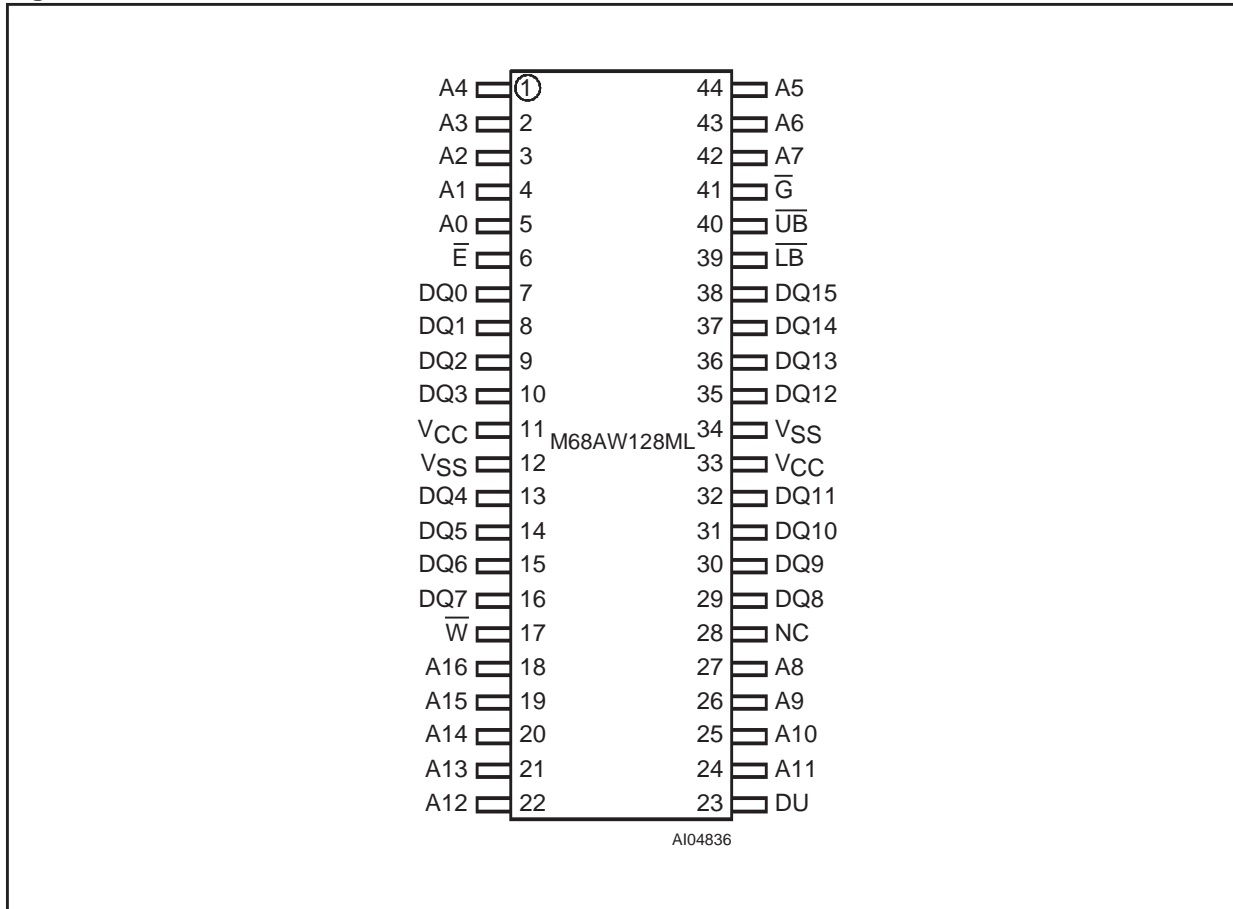 A4 1 44 A5
A3 2 43 A6
A2 3 42 A7
A1 4 41 G̅
A0 5 40 U̅B̅
E̅ 6 39 L̅B̅
DQ0 7 38 DQ15
DQ1 8 37 DQ14
DQ2 9 36 DQ13
DQ3 10 35 DQ12
VCC 11 M68AW128ML 34 VSS
VSS 12 33 VCC
DQ4 13 32 DQ11
DQ5 14 31 DQ10
DQ6 15 30 DQ9
DQ7 16 29 DQ8
W̅ 17 28 NC
A16 18 27 A8
A15 19 26 A9
A14 20 25 A10
A13 21 24 A11
A12 22 23 DU
AI04836